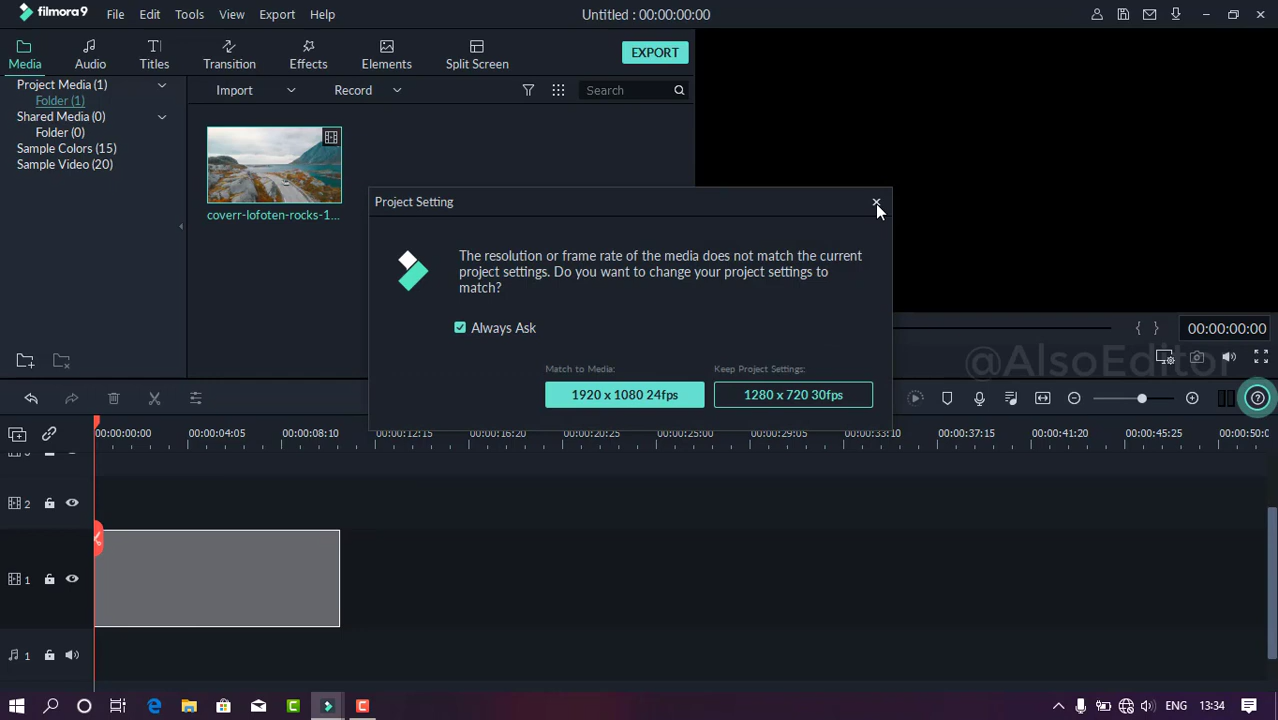 filmora9 File Edit Tools View Export Help Untitled : 00:00:00:00
Media Audio Titles Transition Effects Elements Split Screen EXPORT
Project Media (1)
Folder (1)
Shared Media (0)
Folder (0)
Sample Colors (15)
Sample Video (20)
Import Record Search
coverr-lofoten-rocks-1...
Project Setting
The resolution or frame rate of the media does not match the current
project settings. Do you want to change your project settings to
match?
Always Ask
Match to Media: Keep Project Settings:
1920 x 1080 24fps 1280 x 720 30fps
00:00:00:00
@AlsoEditor
00:00:00:00 00:00:04:05 00:00:08:10 00:00:12:15 00:00:16:20 00:00:20:25 00:00:25:00 00:00:29:05 00:00:33:10 00:00:37:15 00:00:41:20 00:00:45:25 00:00:50:0
2
1
1
ENG 13:34